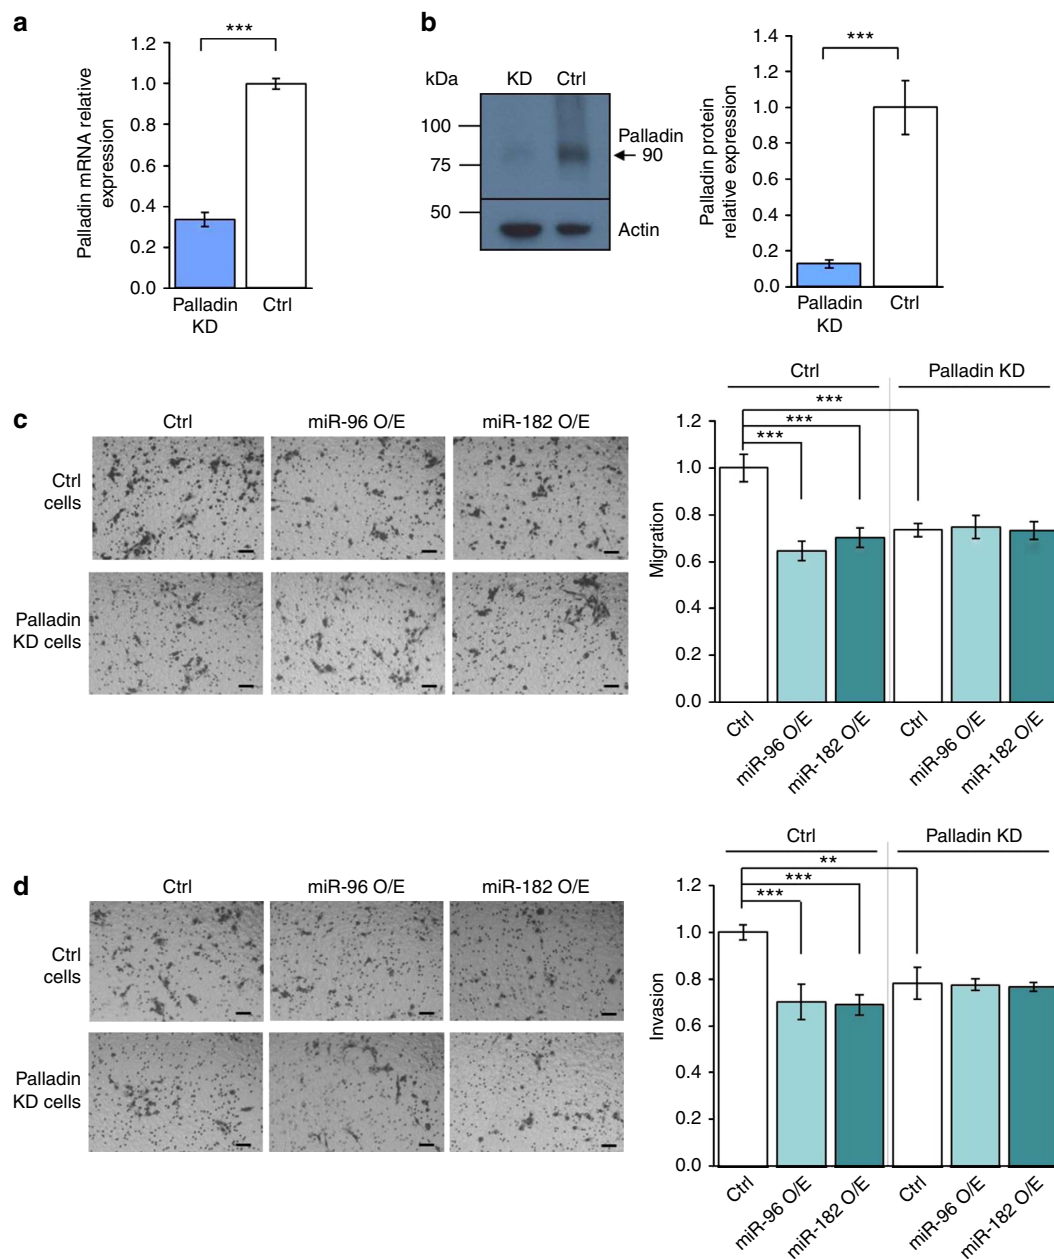 a
***
Palladin mRNA relative
expression
1.2
1.0
0.8
0.6
0.4
0.2
0.0
Palladin
KD
Ctrl
b
kDa
KD
Ctrl
100
75
50
Palladin
90
Actin
***
Palladin protein
relative expression
1.4
1.2
1.0
0.8
0.6
0.4
0.2
0.0
Palladin
KD
Ctrl
c
Ctrl
miR-96 O/E
miR-182 O/E
Ctrl
cells
Palladin
KD cells
Ctrl
Palladin KD
***
***
***
Migration
1.2
1.0
0.8
0.6
0.4
0.2
0.0
Ctrl
miR-96 O/E
miR-182 O/E
Ctrl
miR-96 O/E
miR-182 O/E
d
Ctrl
miR-96 O/E
miR-182 O/E
Ctrl
cells
Palladin
KD cells
Ctrl
Palladin KD
**
***
***
Invasion
1.2
1.0
0.8
0.6
0.4
0.2
0.0
Ctrl
miR-96 O/E
miR-182 O/E
Ctrl
miR-96 O/E
miR-182 O/E